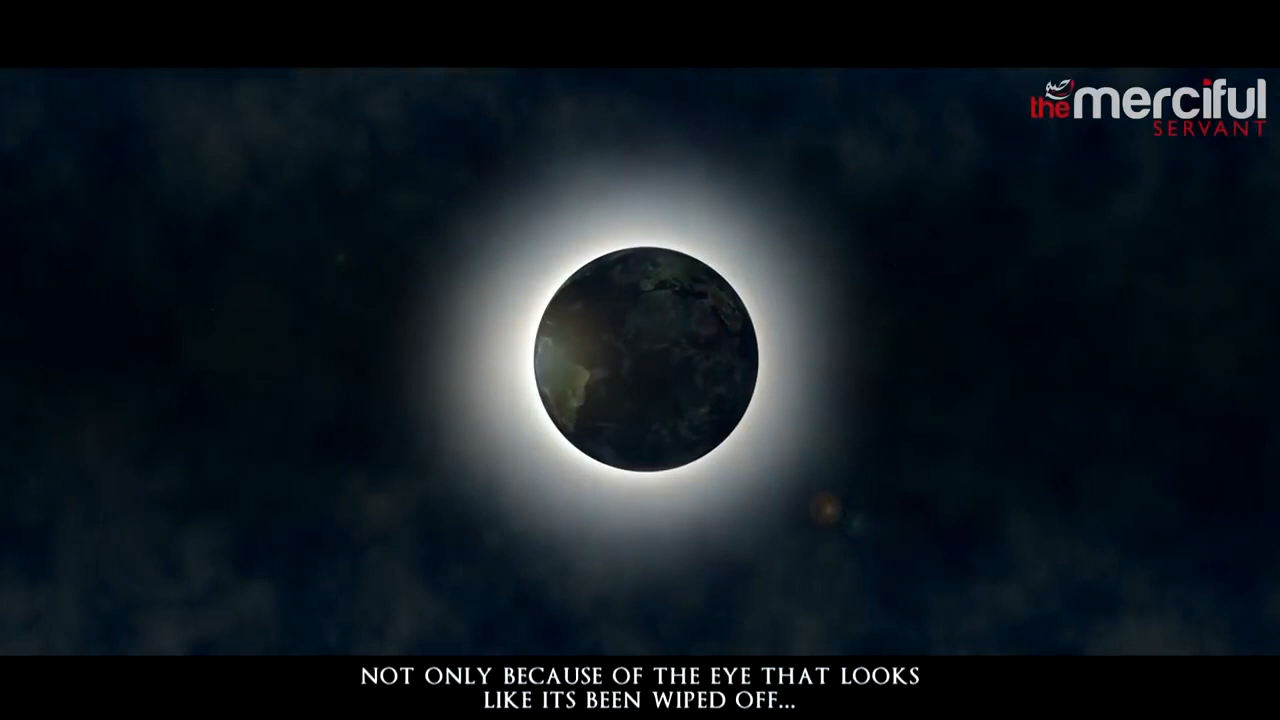 the merciful
SERVANT
NOT ONLY BECAUSE OF THE EYE THAT LOOKS
LIKE ITS BEEN WIPED OFF...